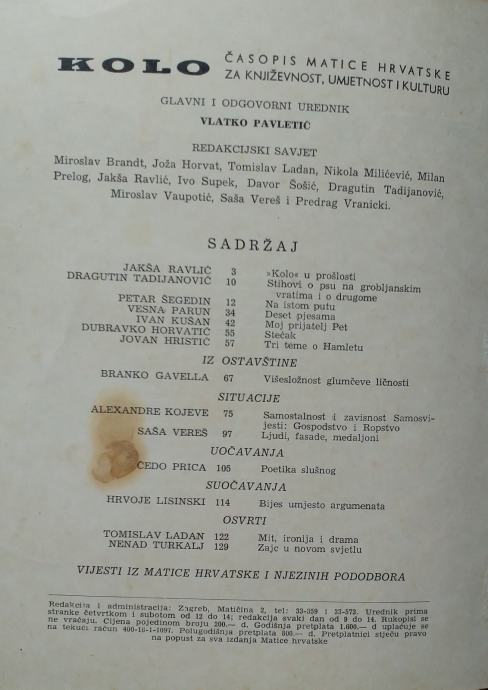 KOLO
ČASOPIS MATICE HRVATSKE
ZA KNJIŽEVNOST, UMJETNOST I KULTURU
GLAVNI I ODGOVORNI UREDNIK
VLATKO PAVLETIĆ
REDAKCIJSKI SAVJET
Miroslav Brandt, Joža Horvat, Tomislav Ladan, Nikola Milićević, Milan
Prelog, Jakša Ravlić, Ivo Supek, Davor Šošić, Dragutin Tadijanović,
Miroslav Vaupotić, Saša Vereš i Predrag Vranicki.
SADRŽAJ
JAKŠA RAVLIĆ 3 »Kolo« u prošlosti
DRAGUTIN TADIJANOVIĆ 10 Stihovi o psu na grobljanskim
vratima i o drugome
PETAR ŠEGEDIN 12 Na istom putu
VESNA PARUN 34 Deset pjesama
IVAN KUŠAN 42 Moj prijatelj Pet
DUBRAVKO HORVATIĆ 55 Stećak
JOVAN HRISTIĆ 57 Tri teme o Hamletu
IZ OSTAVŠTINE
BRANKO GAVELLA 67 Višesložnost glumčeve ličnosti
SITUACIJE
ALEXANDRE KOJEVE 75 Samostalnost i zavisnost Samosvi-
jesti: Gospodstvo i Ropstvo
SAŠA VEREŠ 97 Ljudi, fasade, medaljoni
UOČAVANJA
ČEDO PRICA 105 Poetika slušnog
SUOČAVANJA
HRVOJE LISINSKI 114 Bijes umjesto argumenata
OSVRTI
TOMISLAV LADAN 122 Mit, ironija i drama
NENAD TURKALJ 129 Zajc u novom svjetlu
VIJESTI IZ MATICE HRVATSKE I NJEZINIH PODODBORA
Redakcija i administracija: Zagreb, Matičina 2, tel: 33-359 i 33-573. Urednik prima
stranke četvrtkom i subotom od 12 do 14; redakcija svaki dan od 9 do 14. Rukopisi se
ne vraćaju. Cijena pojedinom broju 200.— d. Godišnja pretplata 1.600.— d uplaćuje se
na tekući račun 400-16-1-1097. Polugodišnja pretplata 800.— d. Pretplatnici stječu pravo
na popust za sva izdanja Matice hrvatske